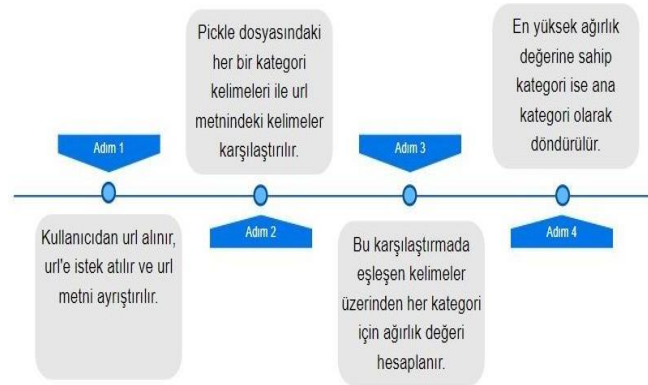 Adım 1
Kullanıcıdan url alınır,
url'e istek atılır ve url
metni ayrıştırılır.
Pickle dosyasındaki
her bir kategori
kelimeleri ile url
metnindeki kelimeler
karşılaştırılır.
Adım 2
Adım 3
Bu karşılaştırmada
eşleşen kelimeler
üzerinden her kategori
için ağırlık değeri
hesaplanır.
En yüksek ağırlık
değerine sahip
kategori ise ana
kategori olarak
döndürülür.
Adım 4